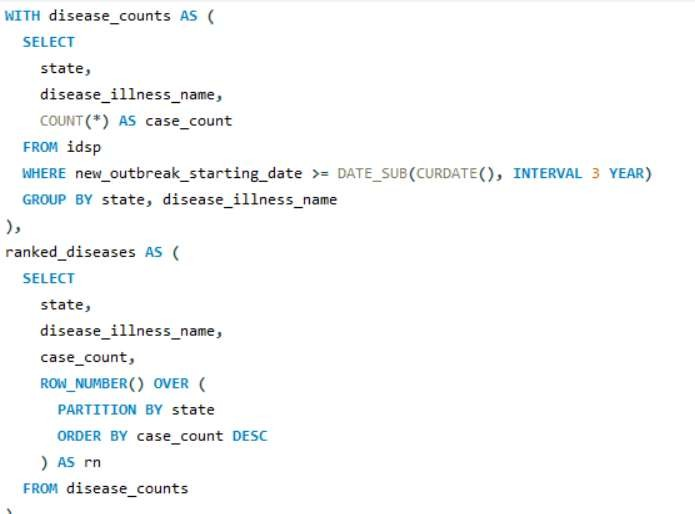 WITH disease_counts AS (
  SELECT
    state,
    disease_illness_name,
    COUNT(*) AS case_count
  FROM idsp
  WHERE new_outbreak_starting_date >= DATE_SUB(CURDATE(), INTERVAL 3 YEAR)
  GROUP BY state, disease_illness_name
),
ranked_diseases AS (
  SELECT
    state,
    disease_illness_name,
    case_count,
    ROW_NUMBER() OVER (
      PARTITION BY state
      ORDER BY case_count DESC
    ) AS rn
  FROM disease_counts
)